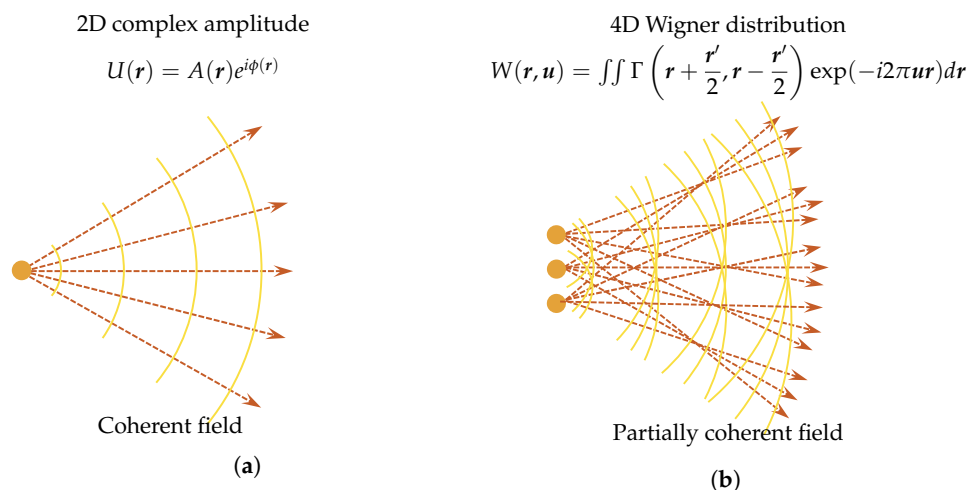 2D complex amplitude
U(r) = A(r)e^{iϕ(r)}
Coherent field
(a)
4D Wigner distribution
W(r, u) = ∬ Γ (r + r′/2, r − r′/2) exp(−i2πur)dr
Partially coherent field
(b)